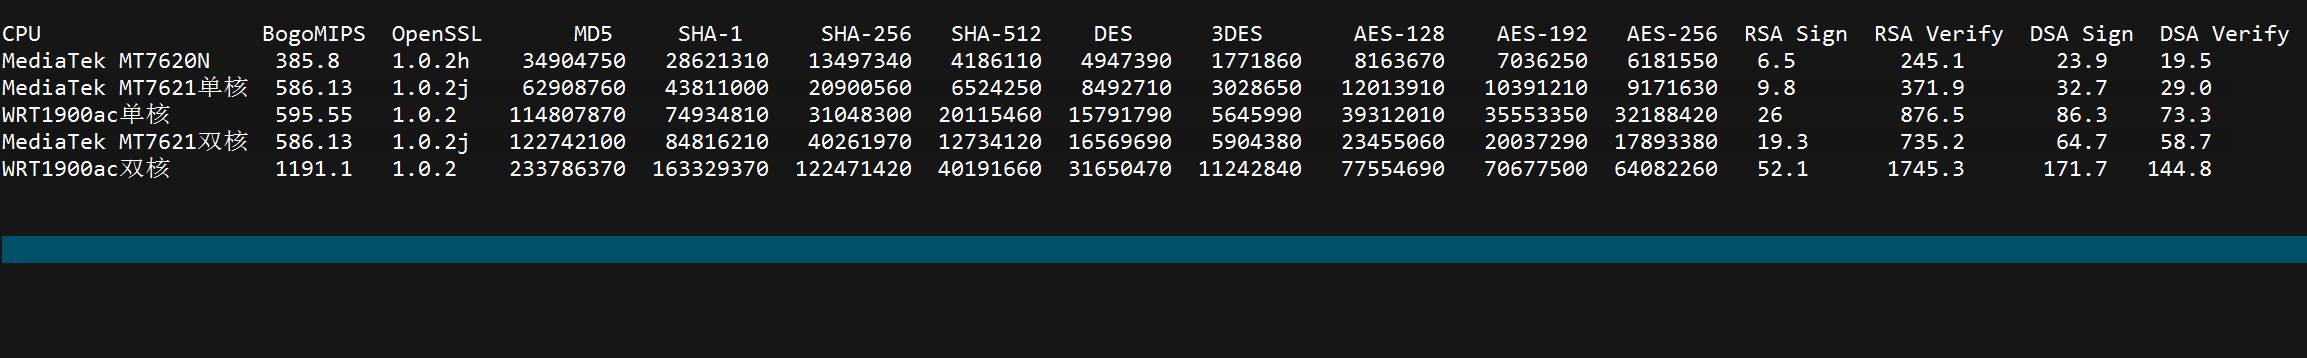 CPU BogoMIPS OpenSSL MD5 SHA-1 SHA-256 SHA-512 DES 3DES AES-128 AES-192 AES-256 RSA Sign RSA Verify DSA Sign DSA Verify
MediaTek MT7620N 385.8 1.0.2h 34904750 28621310 13497340 4186110 4947390 1771860 8163670 7036250 6181550 6.5 245.1 23.9 19.5
MediaTek MT7621单核 586.13 1.0.2j 62908760 43811000 20900560 6524250 8492710 3028650 12013910 10391210 9171630 9.8 371.9 32.7 29.0
WRT1900ac单核 595.55 1.0.2 114807870 74934810 31048300 20115460 15791790 5645990 39312010 35553350 32188420 26 876.5 86.3 73.3
MediaTek MT7621双核 586.13 1.0.2j 122742100 84816210 40261970 12734120 16569690 5904380 23455060 20037290 17893380 19.3 735.2 64.7 58.7
WRT1900ac双核 1191.1 1.0.2 233786370 163329370 122471420 40191660 31650470 11242840 77554690 70677500 64082260 52.1 1745.3 171.7 144.8